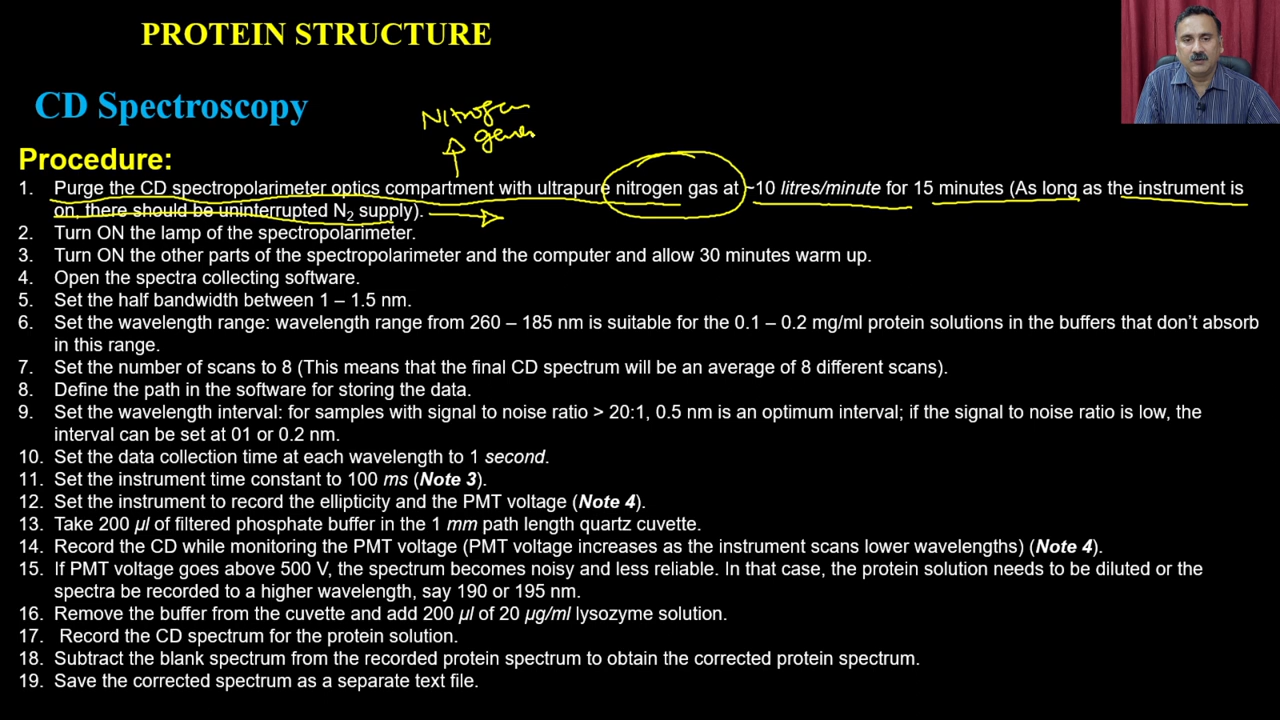 PROTEIN STRUCTURE
CD Spectroscopy
Nitrogen
gener
Procedure:
1. Purge the CD spectropolarimeter optics compartment with ultrapure nitrogen gas at ~10 litres/minute for 15 minutes (As long as the instrument is
on, there should be uninterrupted N2 supply).
2. Turn ON the lamp of the spectropolarimeter.
3. Turn ON the other parts of the spectropolarimeter and the computer and allow 30 minutes warm up.
4. Open the spectra collecting software.
5. Set the half bandwidth between 1 – 1.5 nm.
6. Set the wavelength range: wavelength range from 260 – 185 nm is suitable for the 0.1 – 0.2 mg/ml protein solutions in the buffers that don’t absorb
in this range.
7. Set the number of scans to 8 (This means that the final CD spectrum will be an average of 8 different scans).
8. Define the path in the software for storing the data.
9. Set the wavelength interval: for samples with signal to noise ratio > 20:1, 0.5 nm is an optimum interval; if the signal to noise ratio is low, the
interval can be set at 01 or 0.2 nm.
10. Set the data collection time at each wavelength to 1 second.
11. Set the instrument time constant to 100 ms (Note 3).
12. Set the instrument to record the ellipticity and the PMT voltage (Note 4).
13. Take 200 µl of filtered phosphate buffer in the 1 mm path length quartz cuvette.
14. Record the CD while monitoring the PMT voltage (PMT voltage increases as the instrument scans lower wavelengths) (Note 4).
15. If PMT voltage goes above 500 V, the spectrum becomes noisy and less reliable. In that case, the protein solution needs to be diluted or the
spectra be recorded to a higher wavelength, say 190 or 195 nm.
16. Remove the buffer from the cuvette and add 200 µl of 20 µg/ml lysozyme solution.
17. Record the CD spectrum for the protein solution.
18. Subtract the blank spectrum from the recorded protein spectrum to obtain the corrected protein spectrum.
19. Save the corrected spectrum as a separate text file.